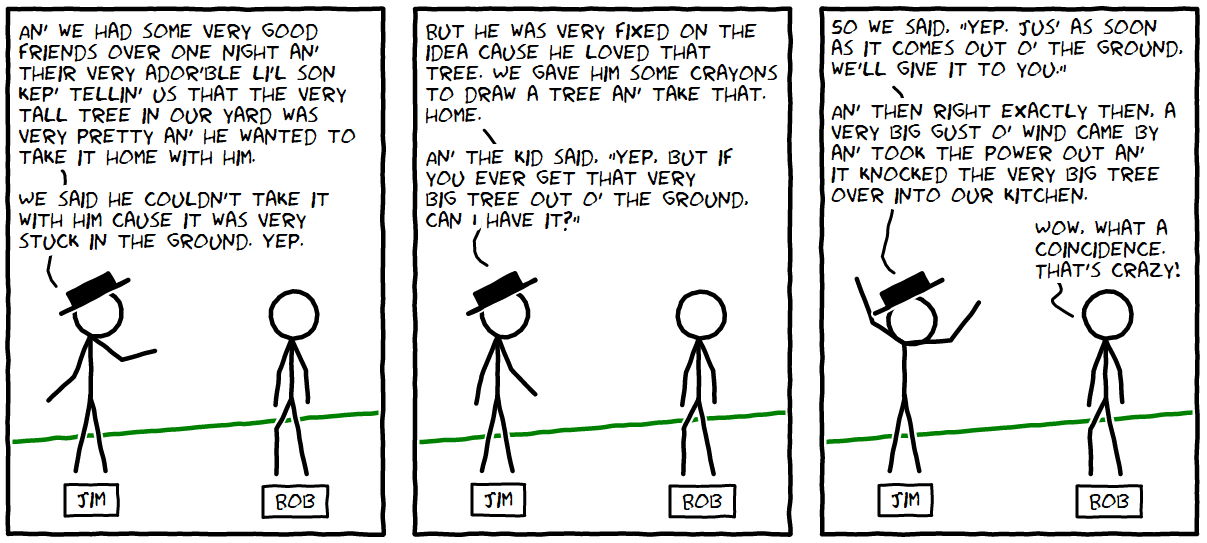 AN' WE HAD SOME VERY GOOD
FRIENDS OVER ONE NIGHT AN'
THEIR VERY ADOR'BLE LI'L SON
KEP' TELLIN' US THAT THE VERY
TALL TREE IN OUR YARD WAS
VERY PRETTY AN' HE WANTED TO
TAKE IT HOME WITH HIM.
WE SAID HE COULDN'T TAKE IT
WITH HIM CAUSE IT WAS VERY
STUCK IN THE GROUND. YEP.
JIM
BOB
BUT HE WAS VERY FIXED ON THE
IDEA CAUSE HE LOVED THAT
TREE. WE GAVE HIM SOME CRAYONS
TO DRAW A TREE AN' TAKE THAT.
HOME.
AN' THE KID SAID, "YEP, BUT IF
YOU EVER GET THAT VERY
BIG TREE OUT O' THE GROUND,
CAN I HAVE IT?"
JIM
BOB
SO WE SAID, "YEP. JUS' AS SOON
AS IT COMES OUT O' THE GROUND,
WE'LL GIVE IT TO YOU."
AN' THEN RIGHT EXACTLY THEN, A
VERY BIG GUST O' WIND CAME BY
AN' TOOK THE POWER OUT AN'
IT KNOCKED THE VERY BIG TREE
OVER INTO OUR KITCHEN.
WOW, WHAT A
COINCIDENCE.
THAT'S CRAZY!
JIM
BOB